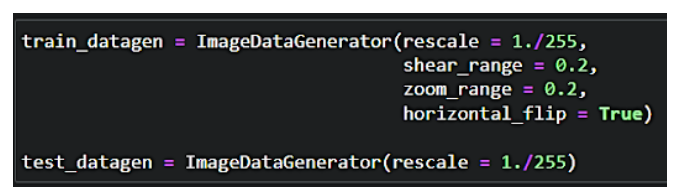 train_datagen = ImageDataGenerator(rescale = 1./255,
                                   shear_range = 0.2,
                                   zoom_range = 0.2,
                                   horizontal_flip = True)
test_datagen = ImageDataGenerator(rescale = 1./255)